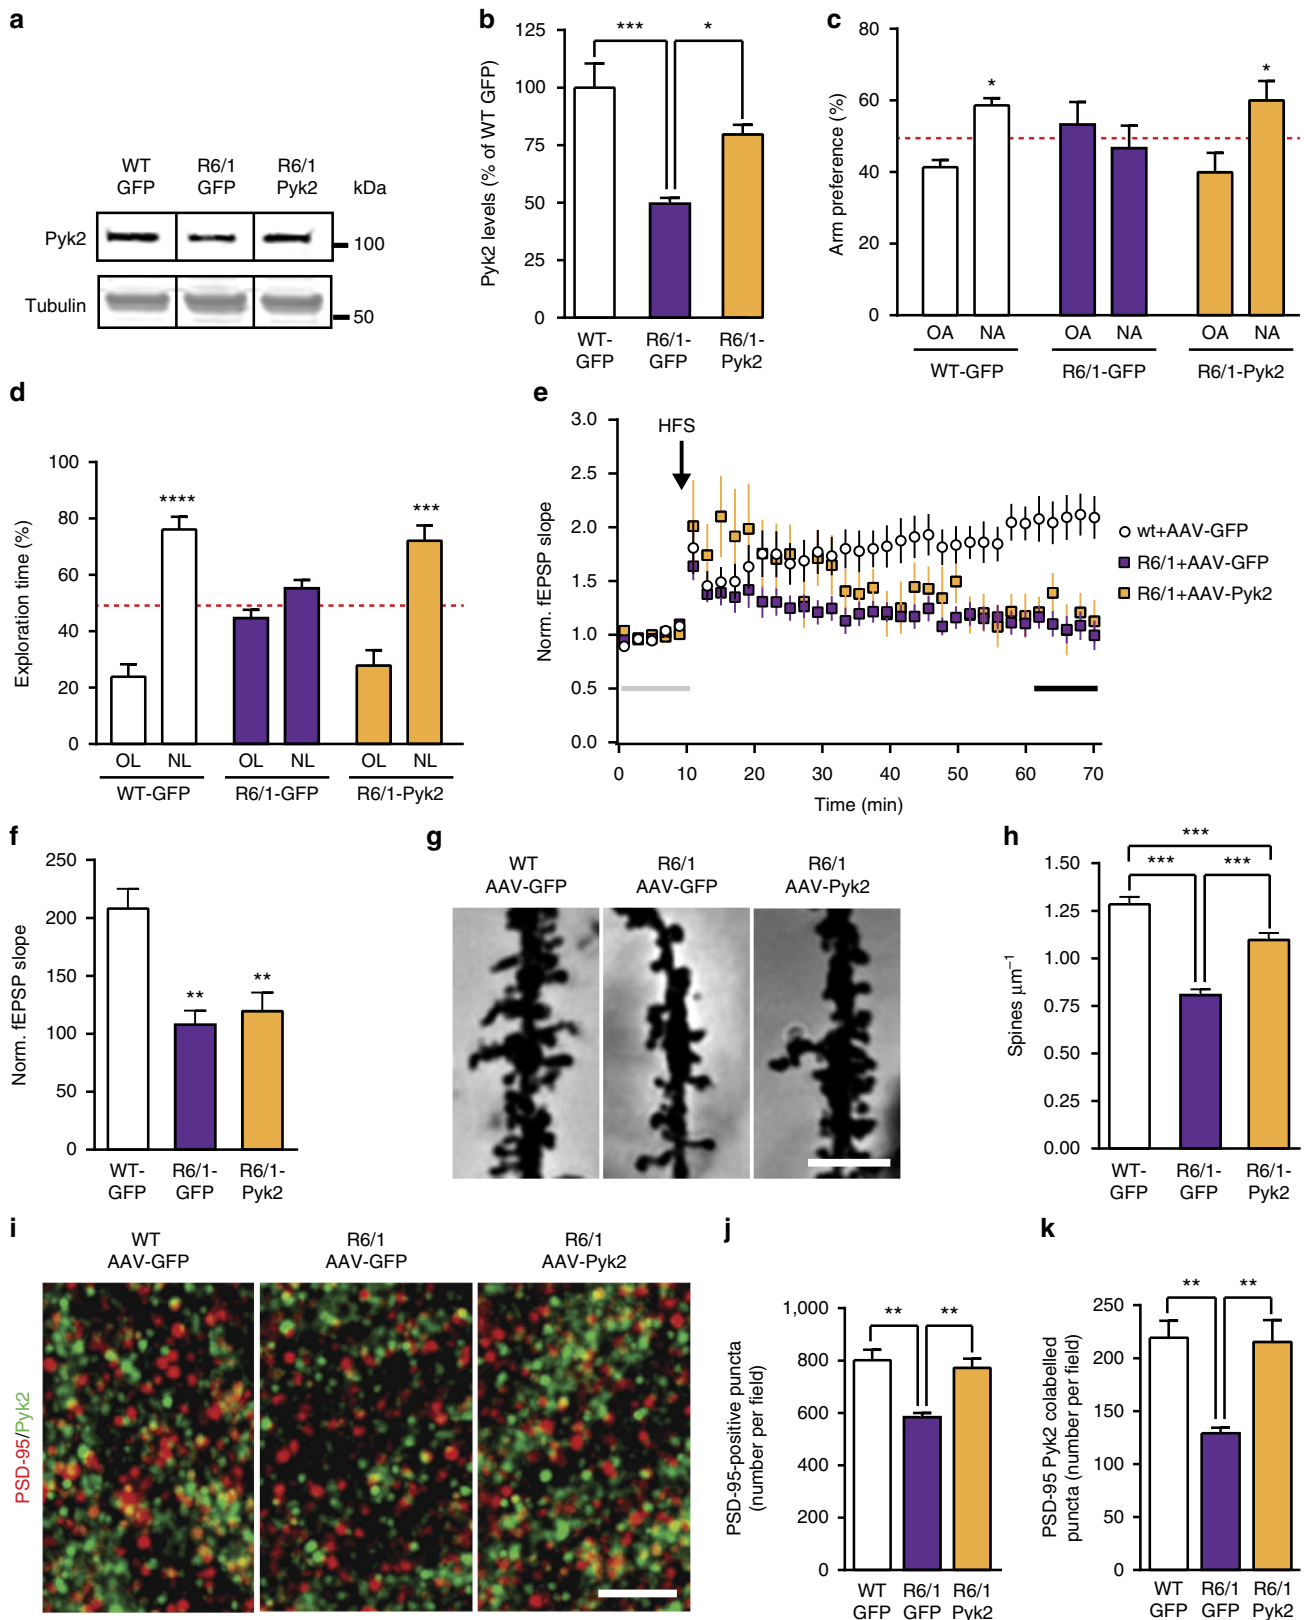 a
WT
GFP
R6/1
GFP
R6/1
Pyk2
kDa
Pyk2
100
Tubulin
50
b
Pyk2 levels (% of WT GFP)
125
100
75
50
25
0
***
*
WT-
GFP
R6/1-
GFP
R6/1-
Pyk2
c
Arm preference (%)
80
60
40
20
0
*
*
OA
NA
OA
NA
OA
NA
WT-GFP
R6/1-GFP
R6/1-Pyk2
d
Exploration time (%)
100
80
60
40
20
0
****
***
OL
NL
OL
NL
OL
NL
WT-GFP
R6/1-GFP
R6/1-Pyk2
e
Norm. fEPSP slope
3.0
2.5
2.0
1.5
1.0
0.5
0.0
HFS
0
10
20
30
40
50
60
70
Time (min)
wt+AAV-GFP
R6/1+AAV-GFP
R6/1+AAV-Pyk2
f
Norm. fEPSP slope
250
200
150
100
50
0
**
**
WT-
GFP
R6/1-
GFP
R6/1-
Pyk2
g
WT
AAV-GFP
R6/1
AAV-GFP
R6/1
AAV-Pyk2
h
Spines µm⁻¹
1.50
1.25
1.00
0.75
0.50
0.25
0.00
***
***
***
WT-
GFP
R6/1-
GFP
R6/1-
Pyk2
i
WT
AAV-GFP
R6/1
AAV-GFP
R6/1
AAV-Pyk2
PSD-95/Pyk2
j
PSD-95-positive puncta
(number per field)
1,000
800
600
400
200
0
**
**
WT
GFP
R6/1
GFP
R6/1
Pyk2
k
PSD-95 Pyk2 colabelled
puncta (number per field)
250
200
150
100
50
0
**
**
WT
GFP
R6/1
GFP
R6/1
Pyk2